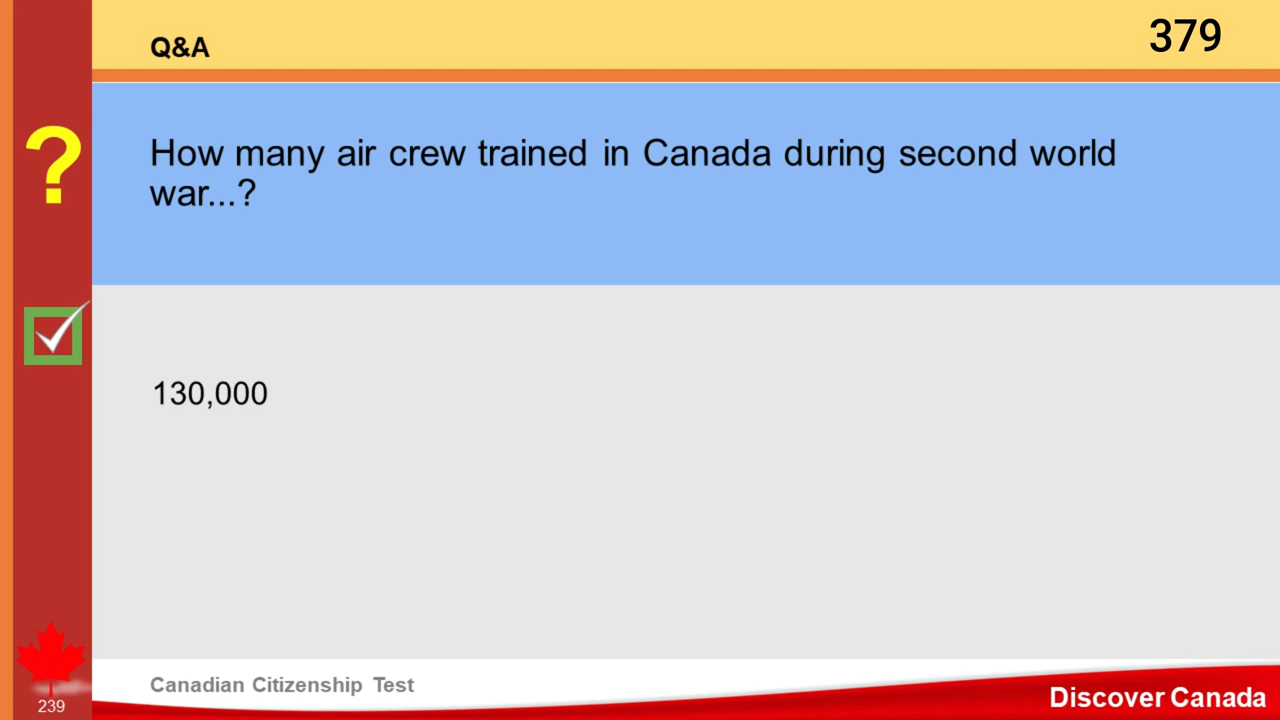 Q&A
379
?
How many air crew trained in Canada during second world
war...?
130,000
Canadian Citizenship Test
239
Discover Canada